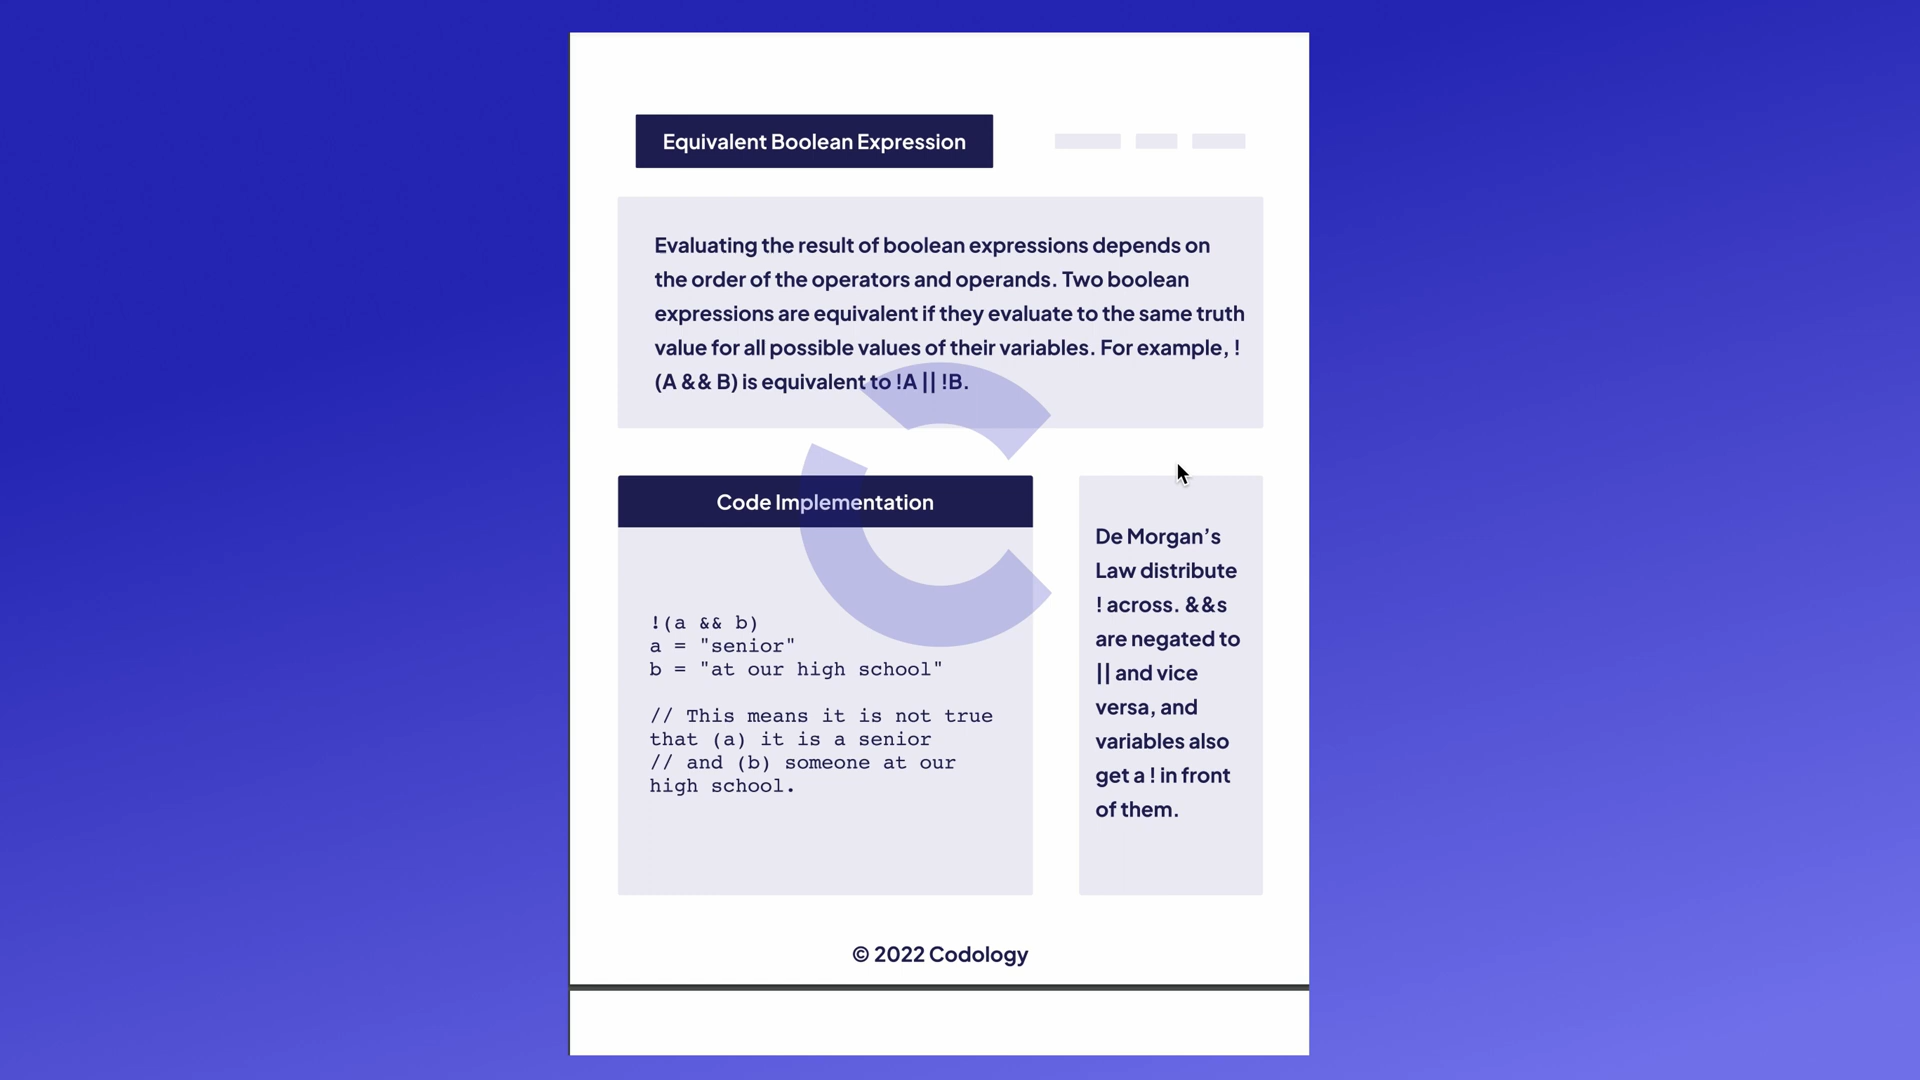 Equivalent Boolean Expression
Evaluating the result of boolean expressions depends on
the order of the operators and operands. Two boolean
expressions are equivalent if they evaluate to the same truth
value for all possible values of their variables. For example, !
(A && B) is equivalent to !A || !B.
Code Implementation
!(a && b)
a = "senior"
b = "at our high school"
// This means it is not true
that (a) it is a senior
// and (b) someone at our
high school.
De Morgan’s
Law distribute
! across. &&s
are negated to
|| and vice
versa, and
variables also
get a ! in front
of them.
© 2022 Codology